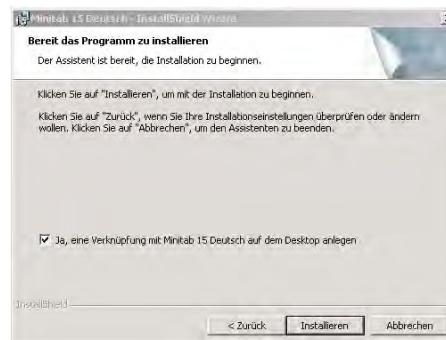 Minitab 15 Deutsch - InstallShield Wizard
Bereit das Programm zu installieren
Der Assistent ist bereit, die Installation zu beginnen.
Klicken Sie auf "Installieren", um mit der Installation zu beginnen.
Klicken Sie auf "Zurück", wenn Sie Ihre Installationseinstellungen überprüfen oder ändern
wollen. Klicken Sie auf "Abbrechen", um den Assistenten zu beenden.
Ja, eine Verknüpfung mit Minitab 15 Deutsch auf dem Desktop anlegen
InstallShield
< Zurück Installieren Abbrechen